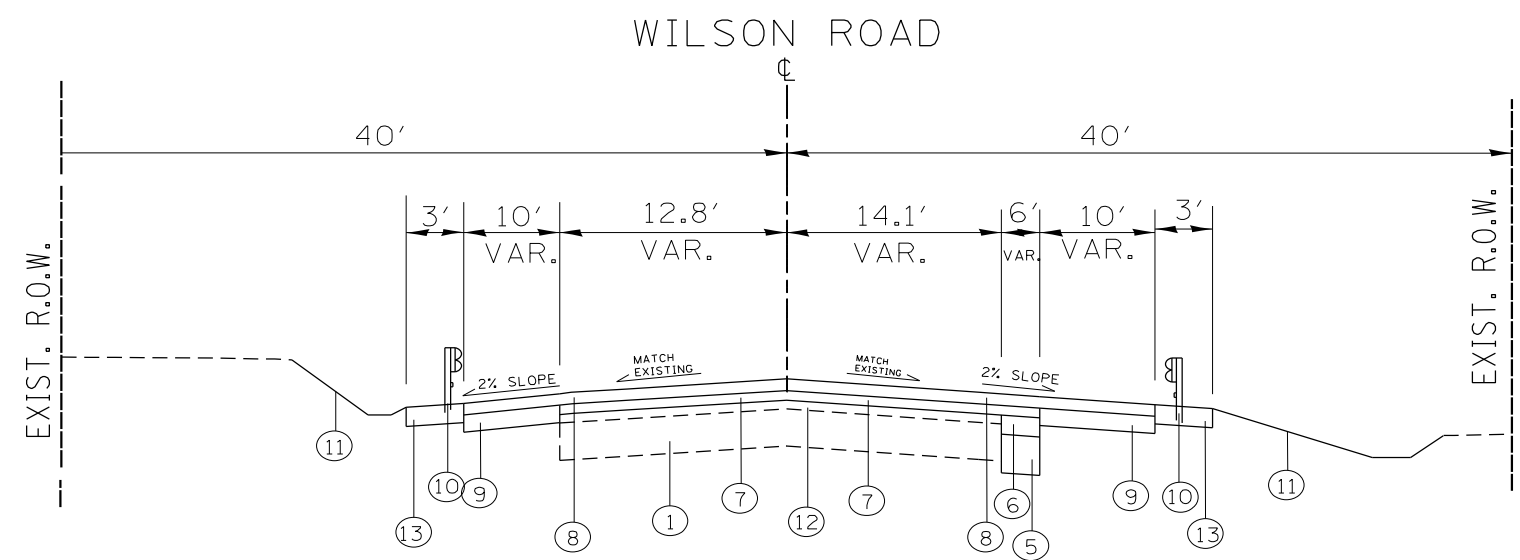 WILSON ROAD
℄
40'
40'
3'
10'
VAR.
12.8'
VAR.
14.1'
VAR.
6'
VAR.
10'
VAR.
3'
EXIST. R.O.W.
EXIST. R.O.W.
2% SLOPE
MATCH
EXISTING
MATCH
EXISTING
2% SLOPE
11
13
10
9
8
1
7
12
7
8
6
5
9
10
13
11